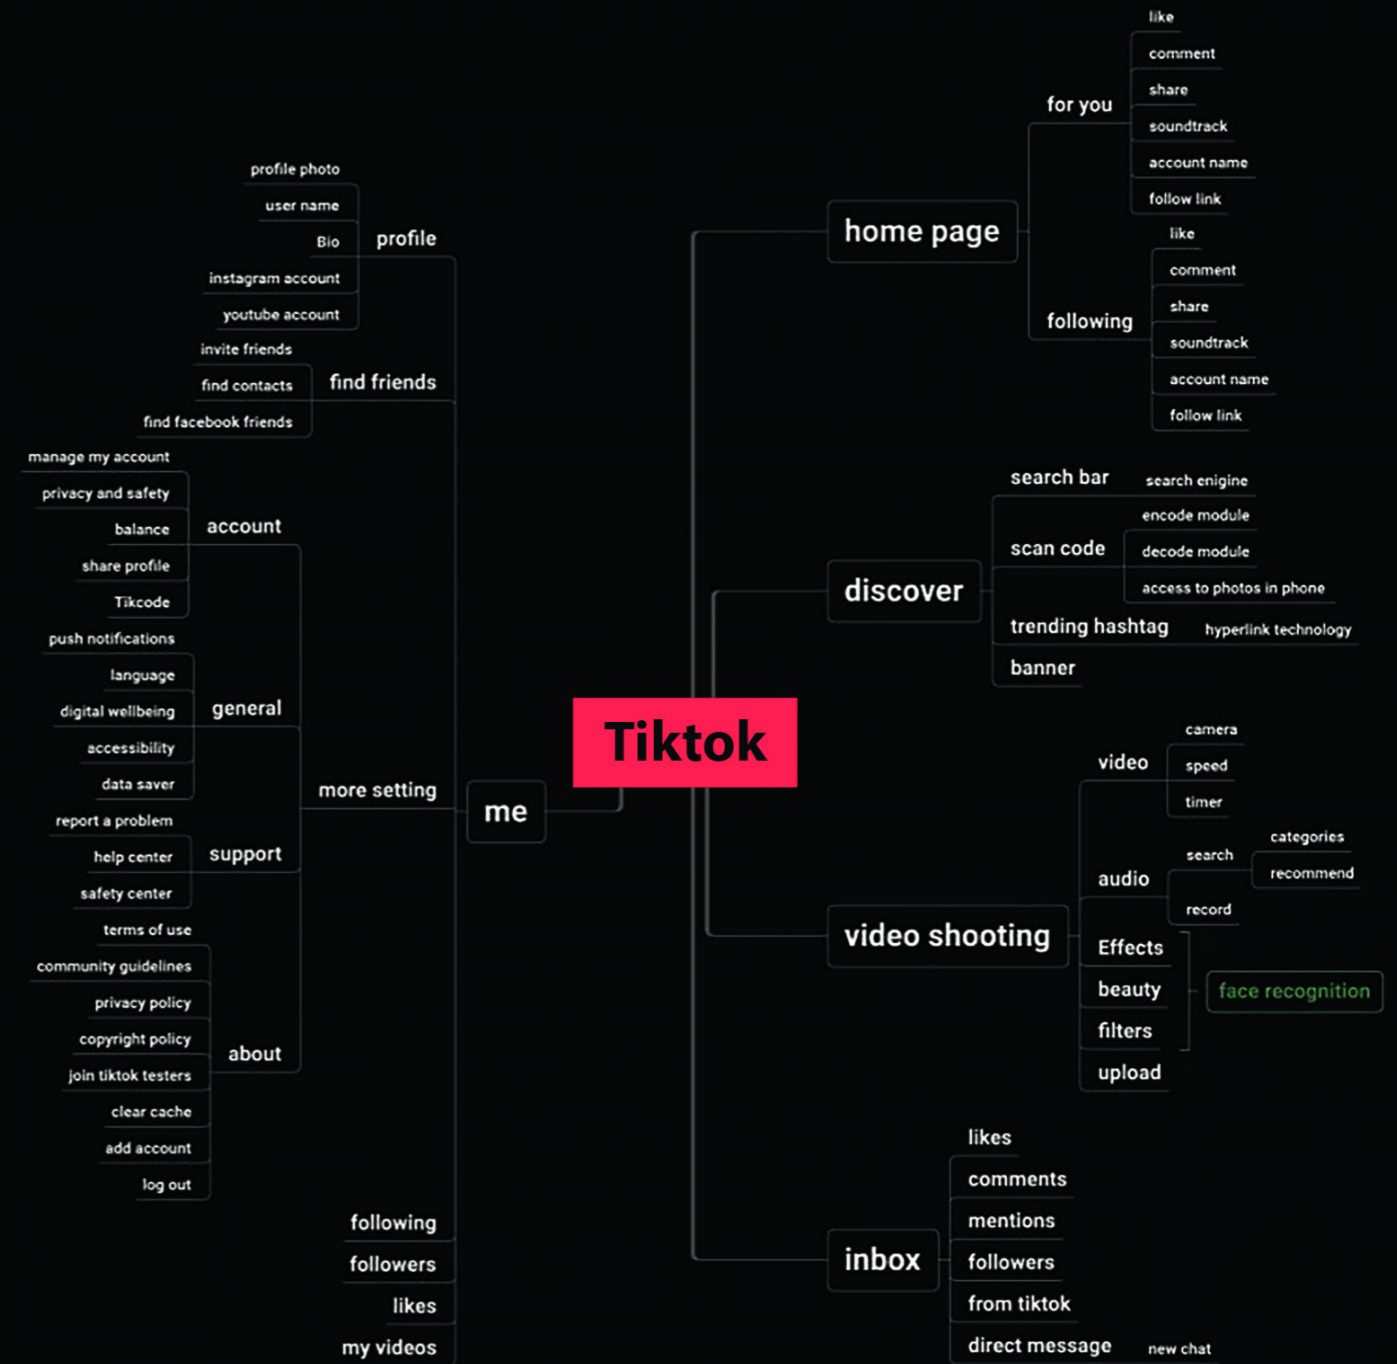 Tiktok
home page
for you
like
comment
share
soundtrack
account name
follow link
following
like
comment
share
soundtrack
account name
follow link
discover
search bar
search enigine
scan code
encode module
decode module
access to photos in phone
trending hashtag
hyperlink technology
banner
video shooting
video
camera
speed
timer
audio
search
categories
recommend
record
Effects
beauty
filters
face recognition
upload
inbox
likes
comments
mentions
followers
from tiktok
direct message
new chat
me
profile
profile photo
user name
Bio
instagram account
youtube account
find friends
invite friends
find contacts
find facebook friends
more setting
account
manage my account
privacy and safety
balance
share profile
Tikcode
general
push notifications
language
digital wellbeing
accessibility
data saver
support
report a problem
help center
safety center
about
terms of use
community guidelines
privacy policy
copyright policy
join tiktok testers
clear cache
add account
log out
following
followers
likes
my videos